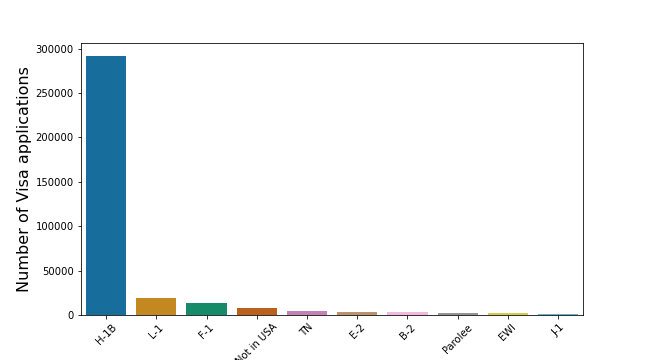 Number of Visa applications
300000
250000
200000
150000
100000
50000
0
H-1B
L-1
F-1
Not in USA
TN
E-2
B-2
Parolee
EWI
J-1